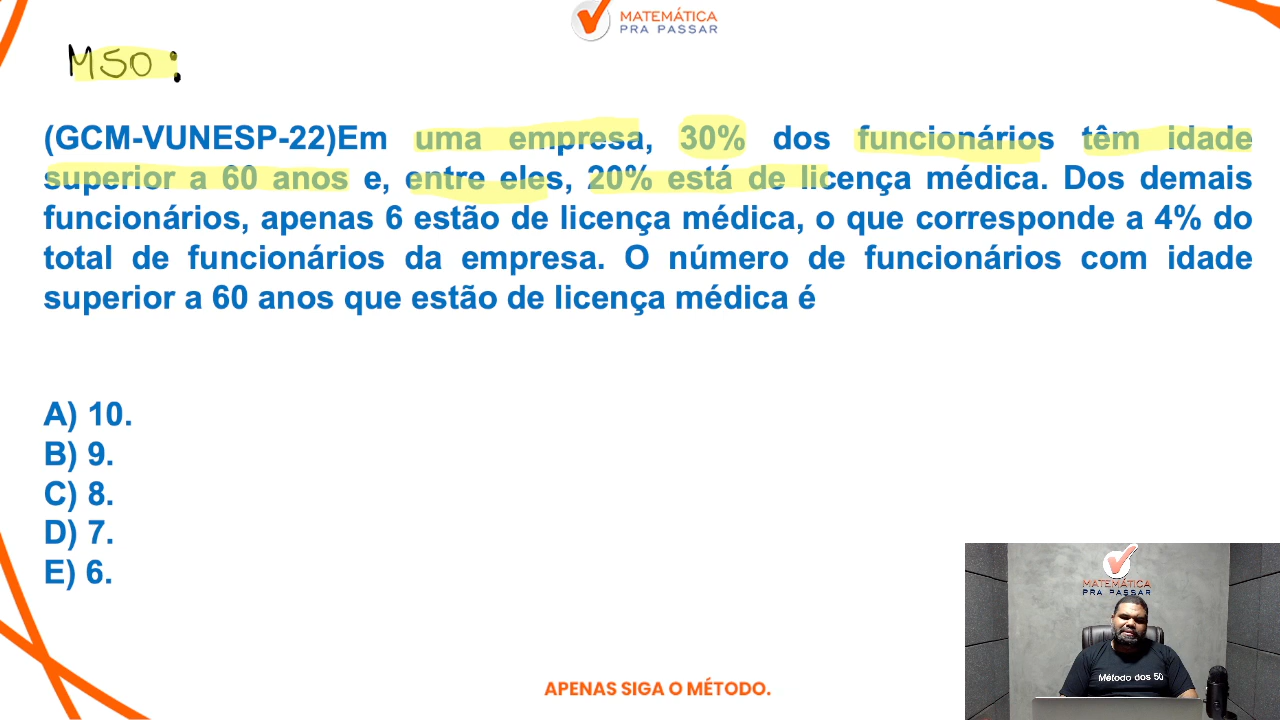 MATEMÁTICA
PRA PASSAR
M50:
(GCM-VUNESP-22)Em uma empresa, 30% dos funcionários têm idade
superior a 60 anos e, entre eles, 20% está de licença médica. Dos demais
funcionários, apenas 6 estão de licença médica, o que corresponde a 4% do
total de funcionários da empresa. O número de funcionários com idade
superior a 60 anos que estão de licença médica é
A) 10.
B) 9.
C) 8.
D) 7.
E) 6.
MATEMÁTICA
PRA PASSAR
Método dos 50
APENAS SIGA O MÉTODO.